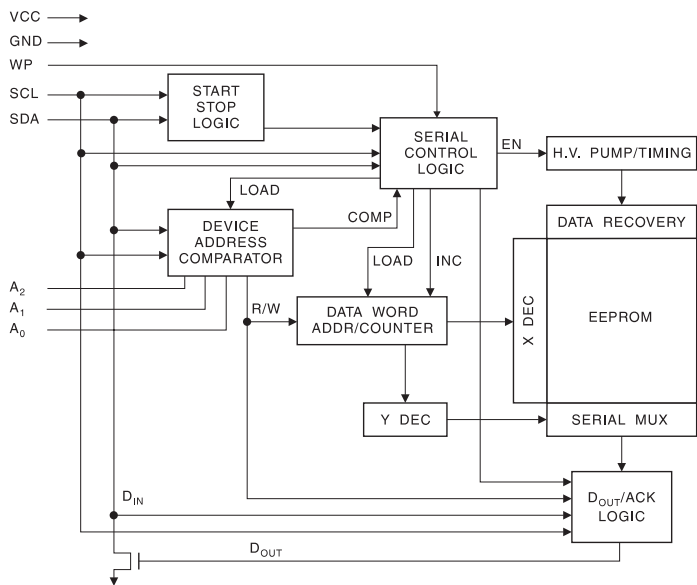 VCC
GND
WP
SCL
SDA
START
STOP
LOGIC
SERIAL
CONTROL
LOGIC
EN
H.V. PUMP/TIMING
LOAD
COMP
DEVICE
ADDRESS
COMPARATOR
LOAD
INC
DATA RECOVERY
A2
A1
A0
R/W
DATA WORD
ADDR/COUNTER
X DEC
EEPROM
Y DEC
SERIAL MUX
DIN
DOUT/ACK
LOGIC
DOUT